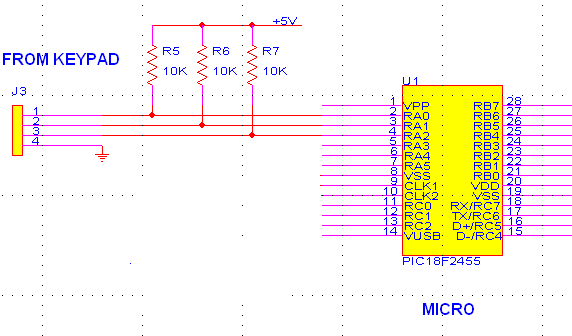 +5V
R5 R6 R7
10K 10K 10K
FROM KEYPAD
J3
1
2
3
4
U1
1 VPP RB7 28
2 RA0 RB6 27
3 RA1 RB5 26
4 RA2 RB4 25
5 RA3 RB3 24
6 RA4 RB2 23
7 RA5 RB1 22
8 VSS RB0 21
9 CLK1 VDD 20
10 CLK2 VSS 19
11 RC0 RX/RC7 18
12 RC1 TX/RC6 17
13 RC2 D+/RC5 16
14 VUSB D-/RC4 15
PIC18F2455
MICRO